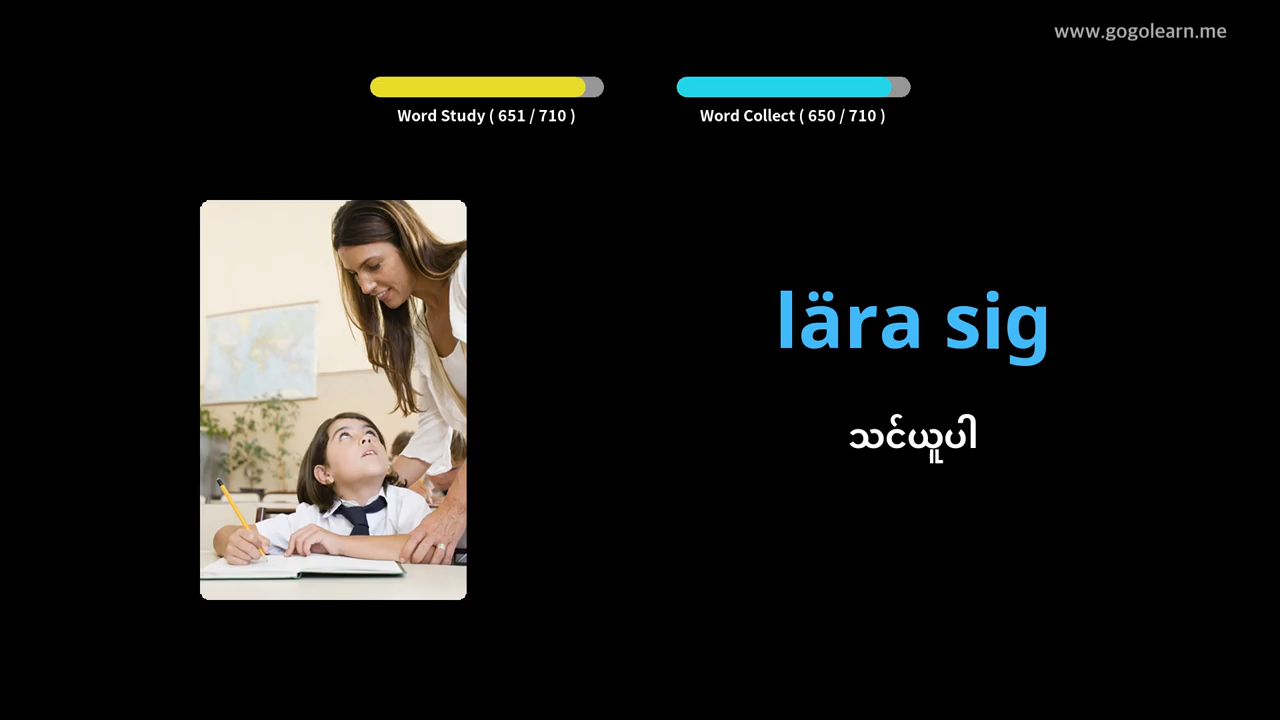 www.gogolearn.me
Word Study ( 651 / 710 )
Word Collect ( 650 / 710 )
lära sig
သင်ယူပါ